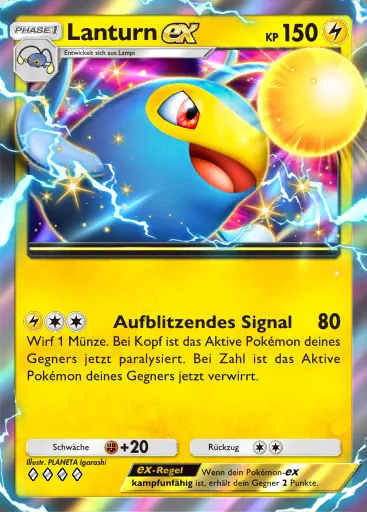 PHASE 1
Lanturn ex
KP 150
Entwickelt sich aus Lampi
Aufblitzendes Signal 80
Wirf 1 Münze. Bei Kopf ist das Aktive Pokémon deines
Gegners jetzt paralysiert. Bei Zahl ist das Aktive
Pokémon deines Gegners jetzt verwirrt.
Schwäche +20
Rückzug
Illustr. PLANETA Igarashi
ex-Regel
Wenn dein Pokémon-ex
kampfunfähig ist, erhält dein Gegner 2 Punkte.